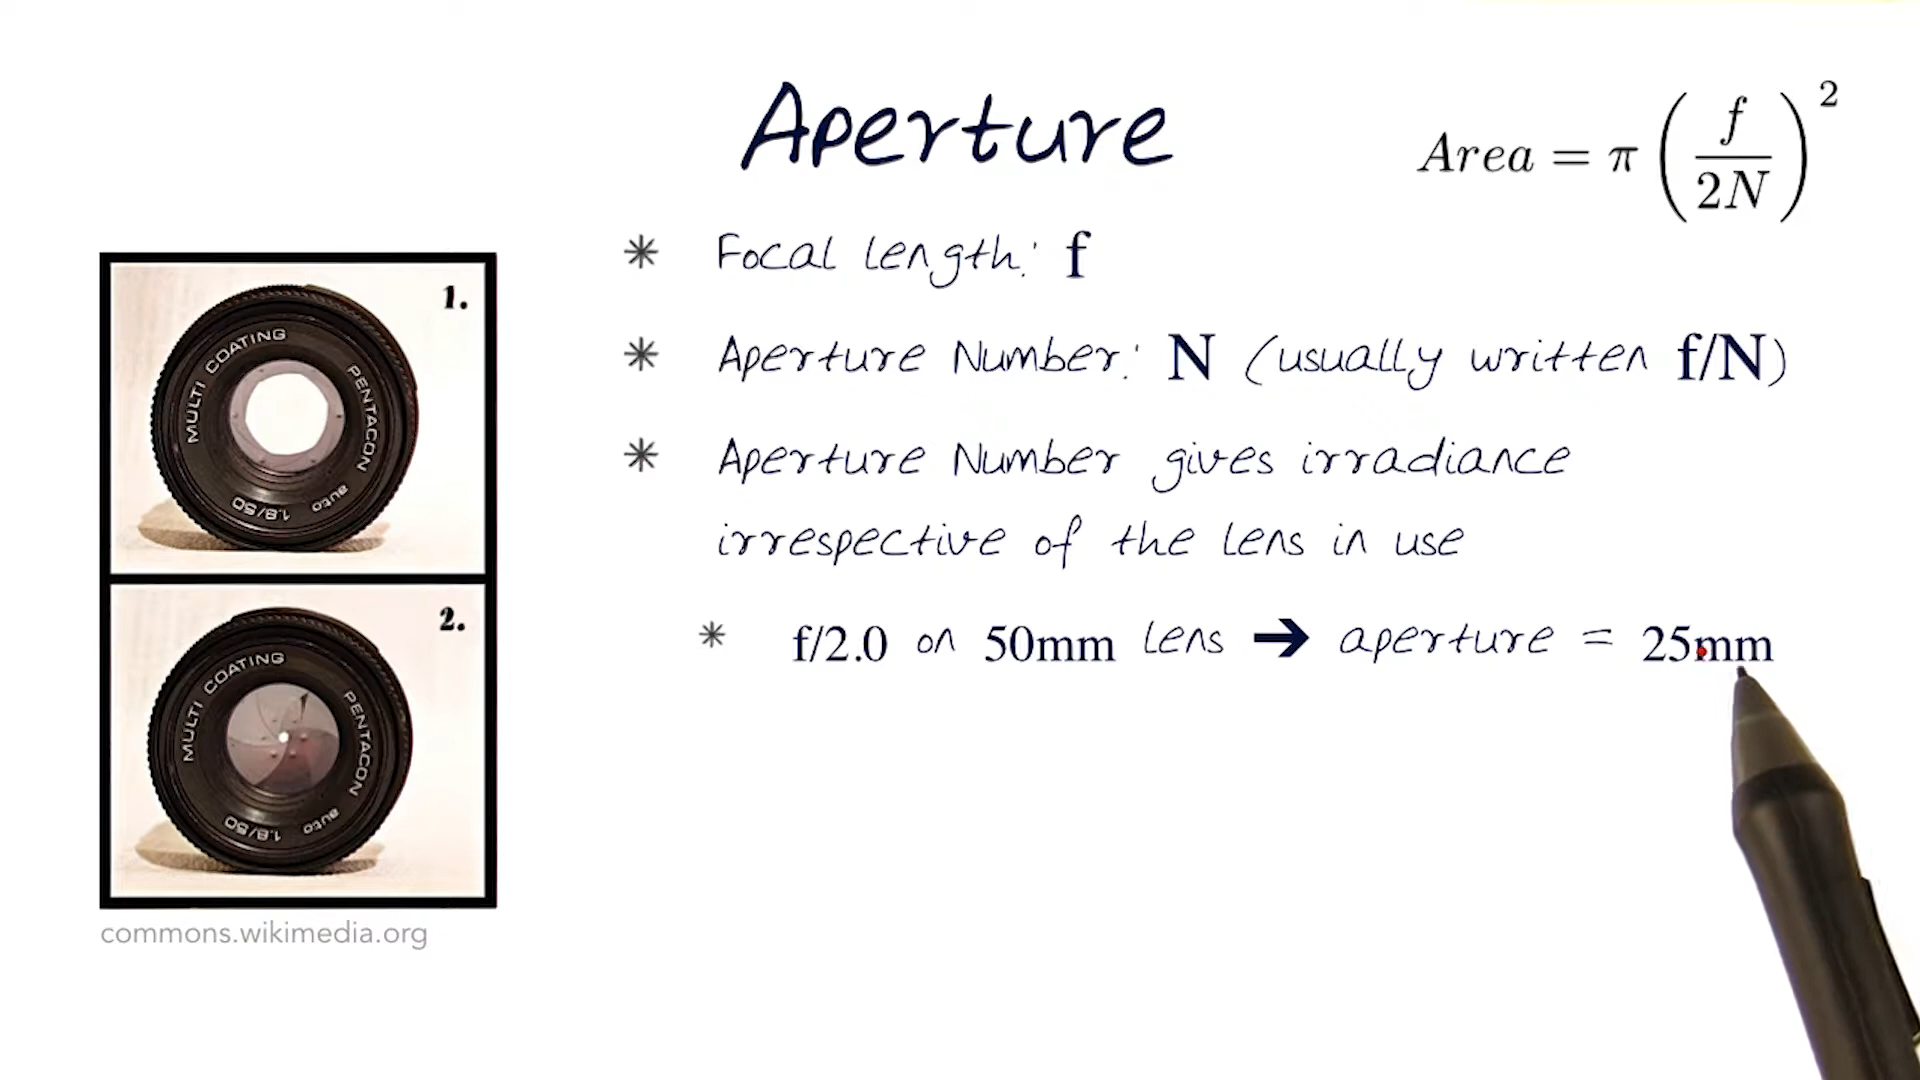 Aperture
Area = π (f/2N)²
* Focal length: f
* Aperture Number: N (usually written f/N)
* Aperture Number gives irradiance
irrespective of the lens in use
* f/2.0 on 50mm lens ➔ aperture = 25mm
1.
MULTI COATING
PENTACON
auto 1.8/50
2.
MULTI COATING
PENTACON
auto 1.8/50
commons.wikimedia.org